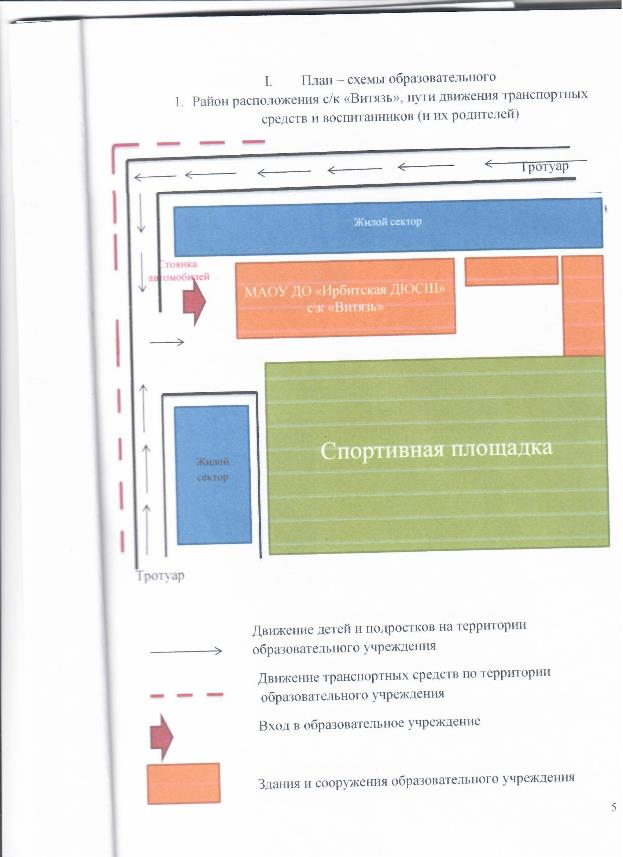 I. План – схемы образовательного
1. Район расположения с/к «Витязь», пути движения транспортных
средств и воспитанников (и их родителей)
Тротуар
Жилой сектор
Стоянка
автомобилей
МАОУ ДО «Ирбитская ДЮСШ»
с\к «Витязь»
Спортивная площадка
Жилой
сектор
Тротуар
Движение детей и подростков на территории
образовательного учреждения
Движение транспортных средств по территории
образовательного учреждения
Вход в образовательное учреждение
Здания и сооружения образовательного учреждения
5